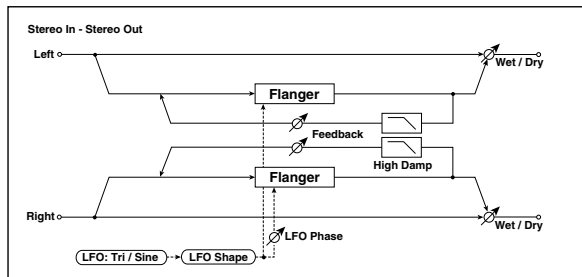 Stereo In - Stereo Out
Left
Wet / Dry
Flanger
Feedback
High Damp
Flanger
Right
Wet / Dry
LFO Phase
LFO: Tri / Sine
LFO Shape